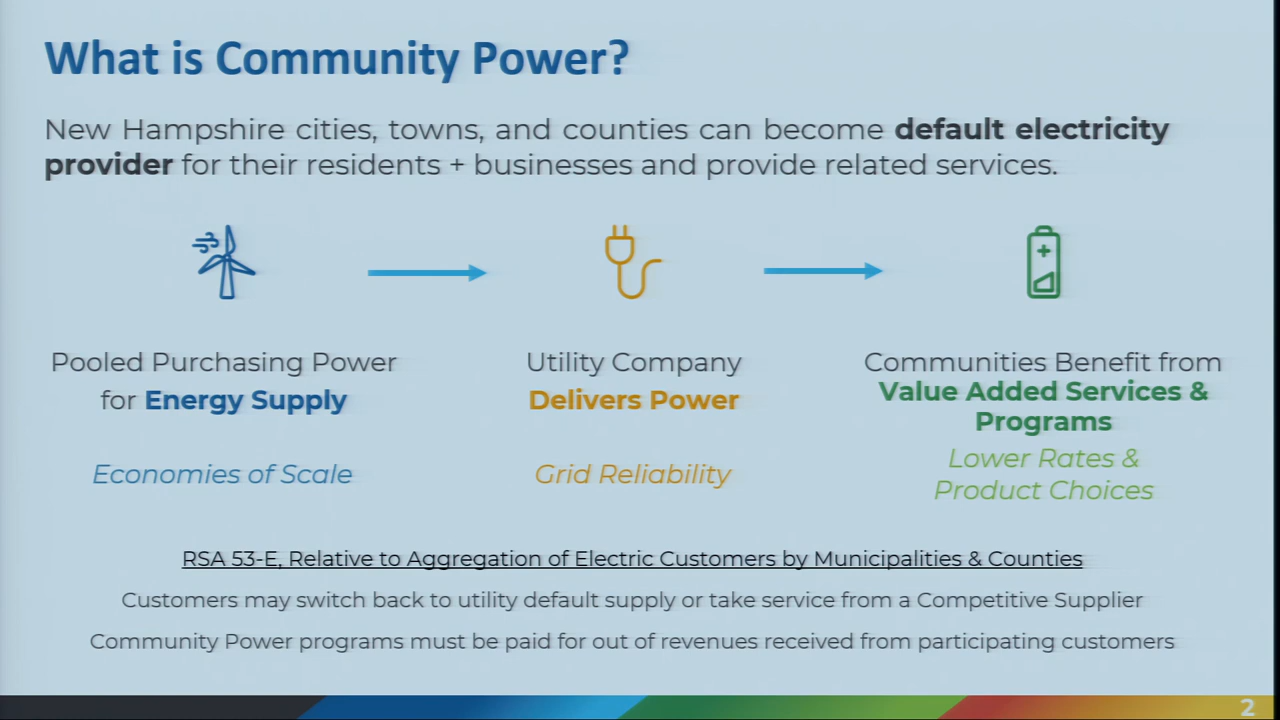 What is Community Power?
New Hampshire cities, towns, and counties can become default electricity
provider for their residents + businesses and provide related services.
Pooled Purchasing Power
for Energy Supply
Economies of Scale
Utility Company
Delivers Power
Grid Reliability
Communities Benefit from
Value Added Services &
Programs
Lower Rates &
Product Choices
RSA 53-E, Relative to Aggregation of Electric Customers by Municipalities & Counties
Customers may switch back to utility default supply or take service from a Competitive Supplier
Community Power programs must be paid for out of revenues received from participating customers
2